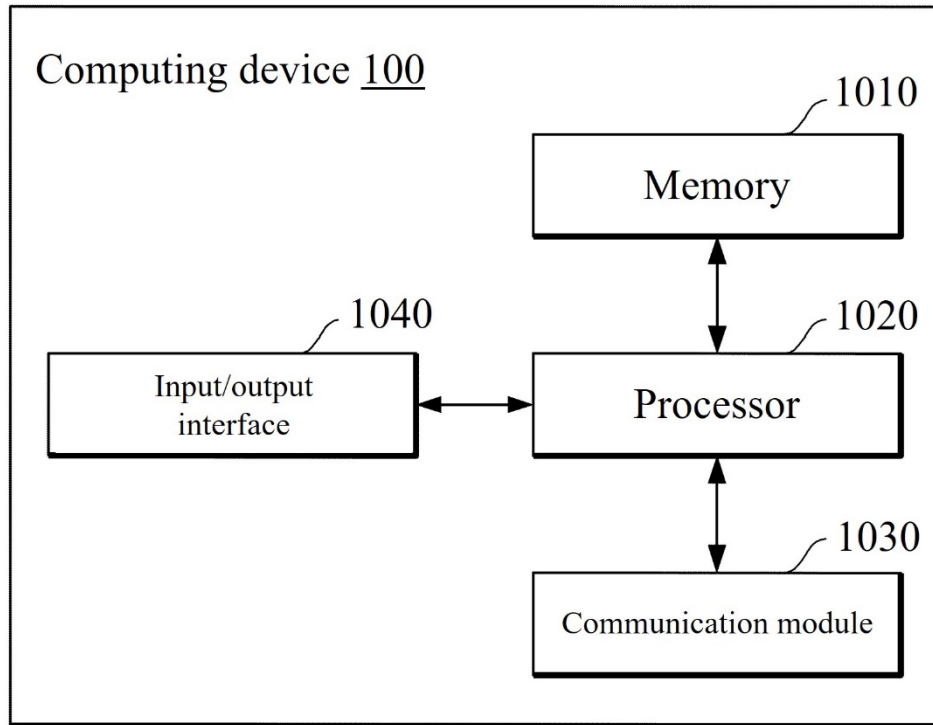 Computing device 100
1010
Memory
1040
1020
Input/output
interface
Processor
1030
Communication module